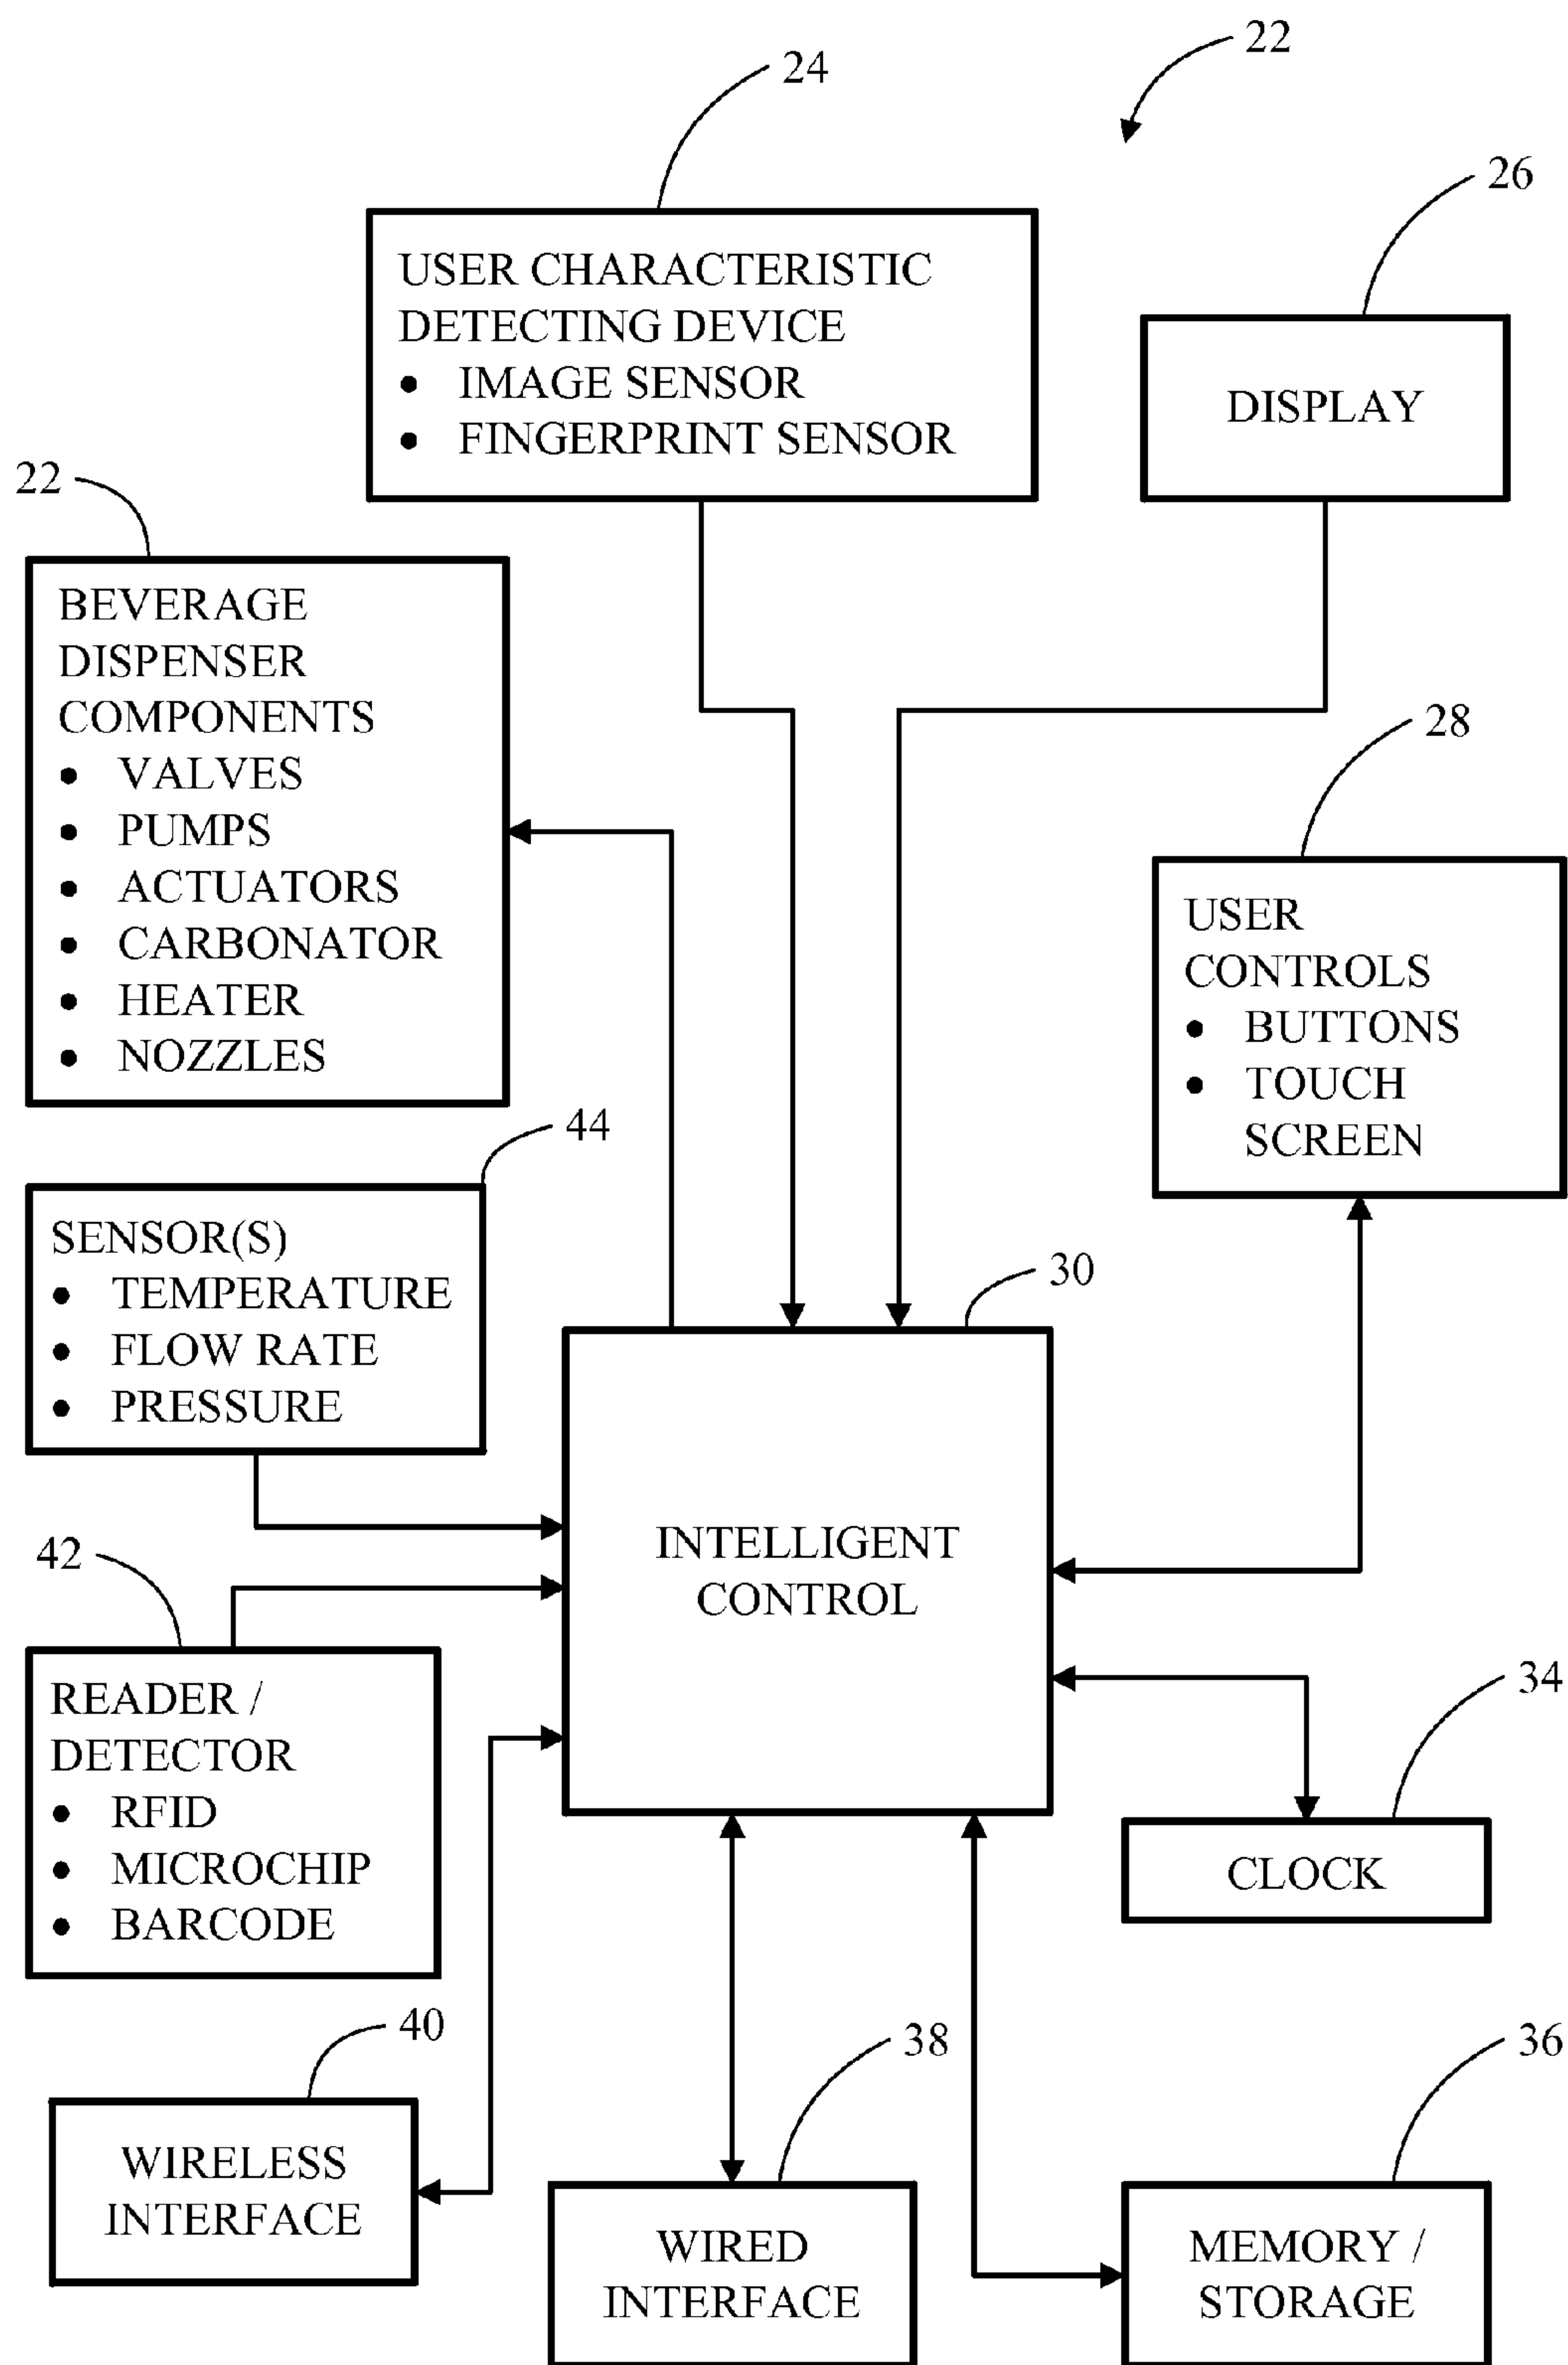 22
24
26
USER CHARACTERISTIC
DETECTING DEVICE
• IMAGE SENSOR
• FINGERPRINT SENSOR
DISPLAY
22
BEVERAGE
DISPENSER
COMPONENTS
• VALVES
• PUMPS
• ACTUATORS
• CARBONATOR
• HEATER
• NOZZLES
28
USER
CONTROLS
• BUTTONS
• TOUCH
SCREEN
44
SENSOR(S)
• TEMPERATURE
• FLOW RATE
• PRESSURE
30
INTELLIGENT
CONTROL
42
READER /
DETECTOR
• RFID
• MICROCHIP
• BARCODE
34
CLOCK
40
WIRELESS
INTERFACE
38
WIRED
INTERFACE
36
MEMORY /
STORAGE